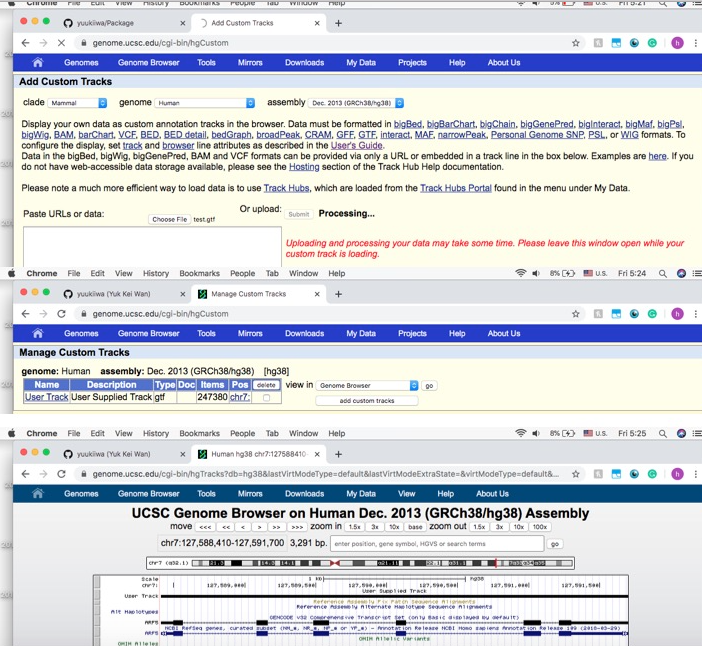 Chrome File Edit View History Bookmarks People Tab Window Help U.S. Fri 5:21
yuukiiwa/Package Add Custom Tracks
genome.ucsc.edu/cgi-bin/hgCustom
Genomes Genome Browser Tools Mirrors Downloads My Data Projects Help About Us
Add Custom Tracks
clade Mammal genome Human assembly Dec. 2013 (GRCh38/hg38)
Display your own data as custom annotation tracks in the browser. Data must be formatted in bigBed, bigBarChart, bigChain, bigGenePred, bigInteract, bigMaf, bigPsl,
bigWig, BAM, barChart, VCF, BED, BED detail, bedGraph, broadPeak, CRAM, GFF, GTF, interact, MAF, narrowPeak, Personal Genome SNP, PSL, or WIG formats. To
configure the display, set track and browser line attributes as described in the User's Guide.
Data in the bigBed, bigWig, bigGenePred, BAM and VCF formats can be provided via only a URL or embedded in a track line in the box below. Examples are here. If you
do not have web-accessible data storage available, please see the Hosting section of the Track Hub Help documentation.
Please note a much more efficient way to load data is to use Track Hubs, which are loaded from the Track Hubs Portal found in the menu under My Data.
Paste URLs or data: Or upload: Choose File test.gtf Submit Processing...
Uploading and processing your data may take some time. Please leave this window open while your
custom track is loading.
Chrome File Edit View History Bookmarks People Tab Window Help 8% U.S. Fri 5:24
yuukiiwa (Yuk Kei Wan) Manage Custom Tracks
genome.ucsc.edu/cgi-bin/hgCustom
Genomes Genome Browser Tools Mirrors Downloads My Data Projects Help About Us
Manage Custom Tracks
genome: Human assembly: Dec. 2013 (GRCh38/hg38) [hg38]
Name Description Type Doc Items Pos delete view in Genome Browser go
User Track User Supplied Track gtf 247380 chr7:
add custom tracks
Chrome File Edit View History Bookmarks People Tab Window Help 8% U.S. Fri 5:25
yuukiiwa (Yuk Kei Wan) Human hg38 chr7:127588410-
genome.ucsc.edu/cgi-bin/hgTracks?db=hg38&lastVirtModeType=default&lastVirtModeExtraState=&virtModeType=default&...
Genomes Genome Browser Tools Mirrors Downloads My Data View Help About Us
UCSC Genome Browser on Human Dec. 2013 (GRCh38/hg38) Assembly
move <<< << < > >> >>> zoom in 1.5x 3x 10x base zoom out 1.5x 3x 10x 100x
chr7:127,588,410-127,591,700 3,291 bp. enter position, gene symbol, HGVS or search terms go
chr7 (q32.1)
Scale 1 kb hg38
chr7: 127,589,000 127,589,500 127,590,000 127,590,500 127,591,000 127,591,500
User Supplied Track
User Track
Reference Assembly Fix Patch Sequence Alignments
Reference Assembly Alternate Haplotype Sequence Alignments
Alt Haplotypes
GENCODE V32 Comprehensive Transcript Set (only Basic displayed by default)
ARF5
NCBI RefSeq genes, curated subset (NM_*, NR_*, NP_* or YP_*) - Annotation Release NCBI Homo sapiens Annotation Release 109 (2018-03-29)
ARF5
OMIM Allelic Variants